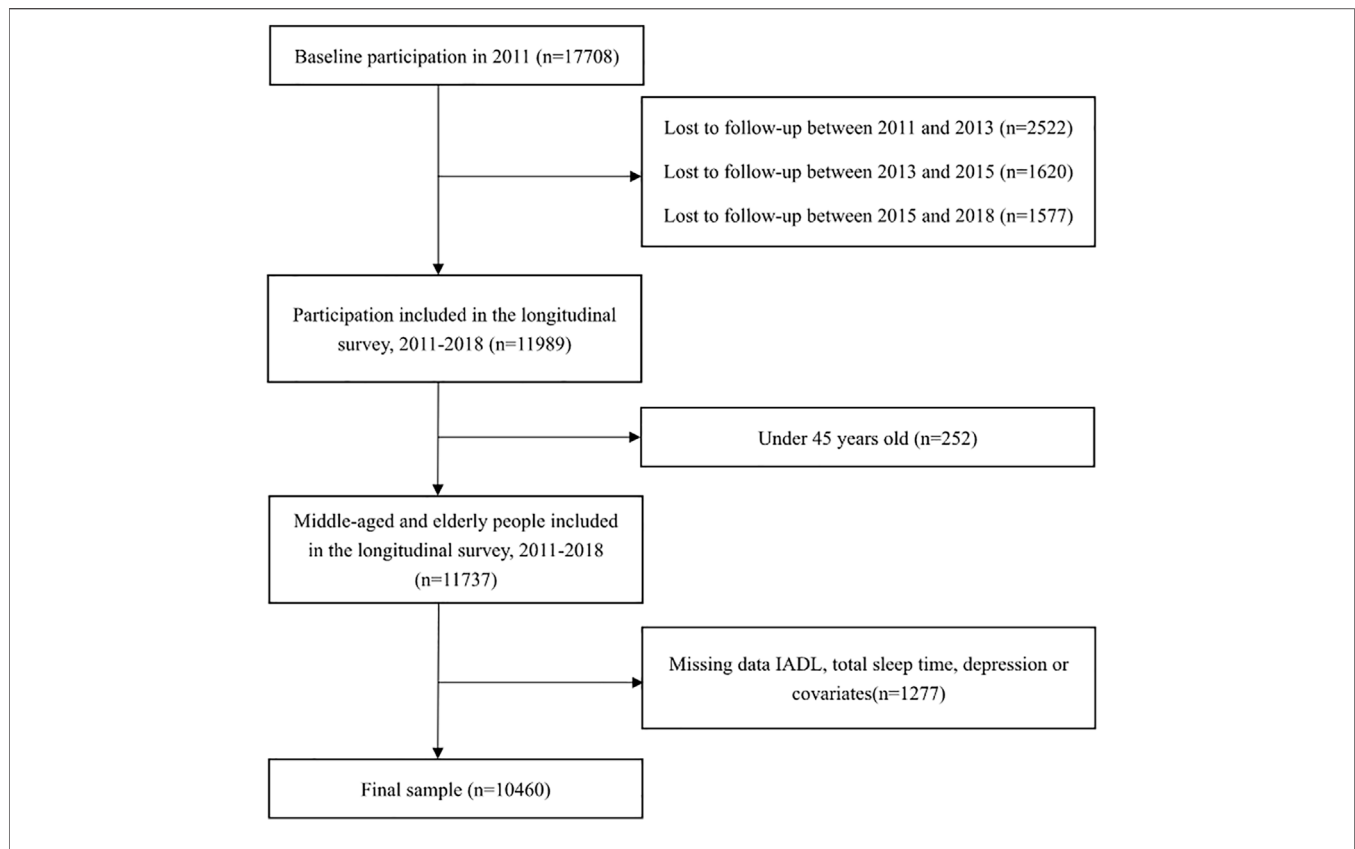 Baseline participation in 2011 (n=17708)
Lost to follow-up between 2011 and 2013 (n=2522)
Lost to follow-up between 2013 and 2015 (n=1620)
Lost to follow-up between 2015 and 2018 (n=1577)
Participation included in the longitudinal
survey, 2011-2018 (n=11989)
Under 45 years old (n=252)
Middle-aged and elderly people included
in the longitudinal survey, 2011-2018
(n=11737)
Missing data IADL, total sleep time, depression or
covariates(n=1277)
Final sample (n=10460)